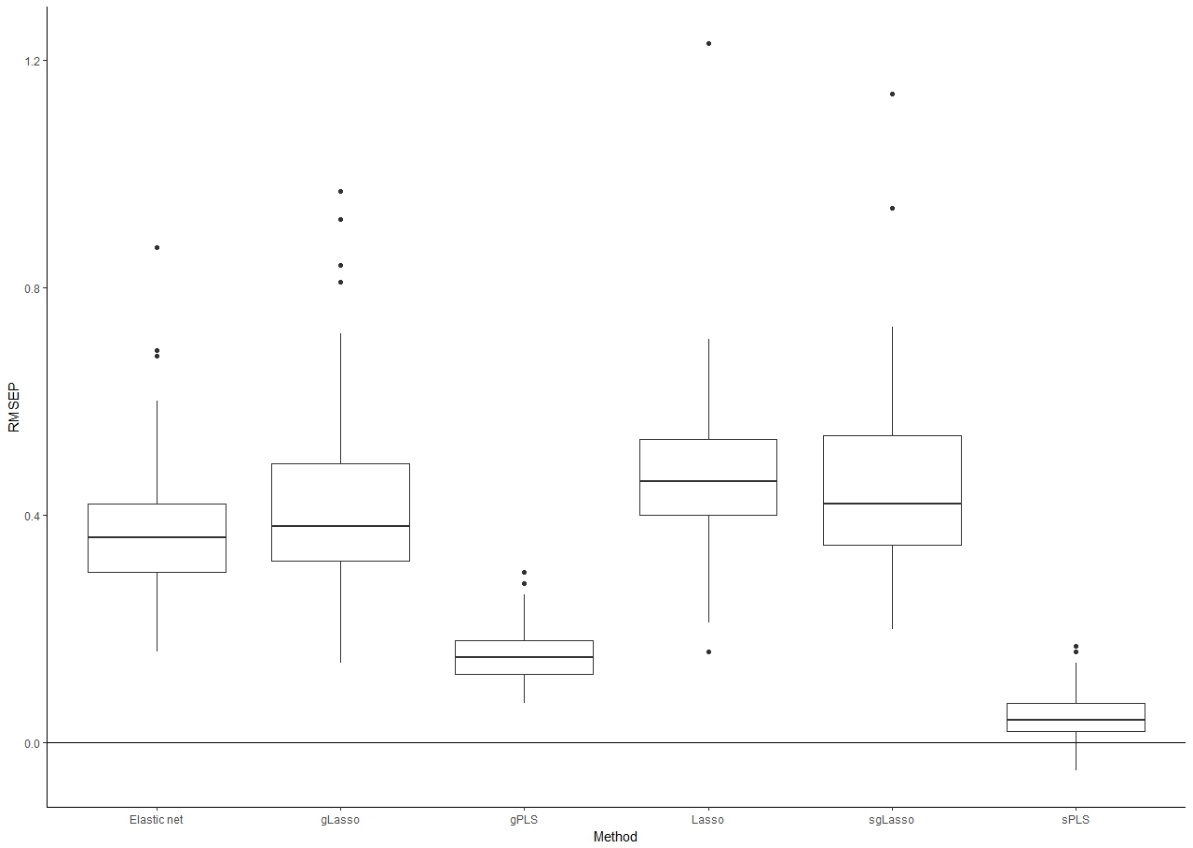 1.2
0.8
0.4
0.0
RMSEP
Elastic net
gLasso
gPLS
Lasso
sgLasso
sPLS
Method